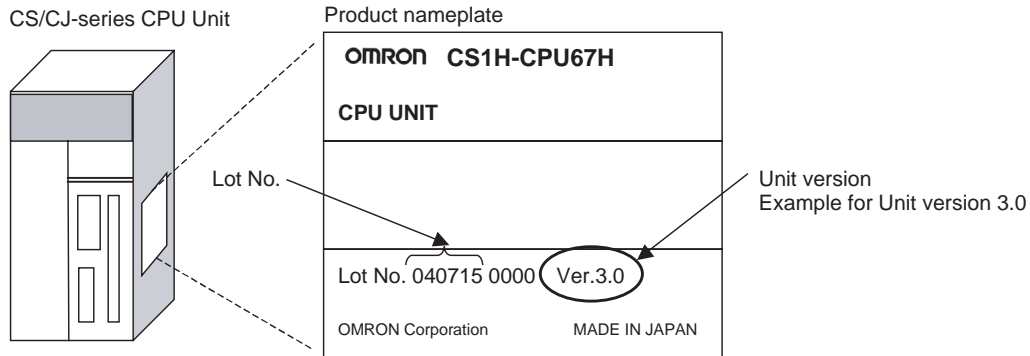 CS/CJ-series CPU Unit
Product nameplate
OMRON CS1H-CPU67H
CPU UNIT
Lot No.
Unit version
Example for Unit version 3.0
Lot No. 040715 0000 Ver.3.0
OMRON Corporation MADE IN JAPAN